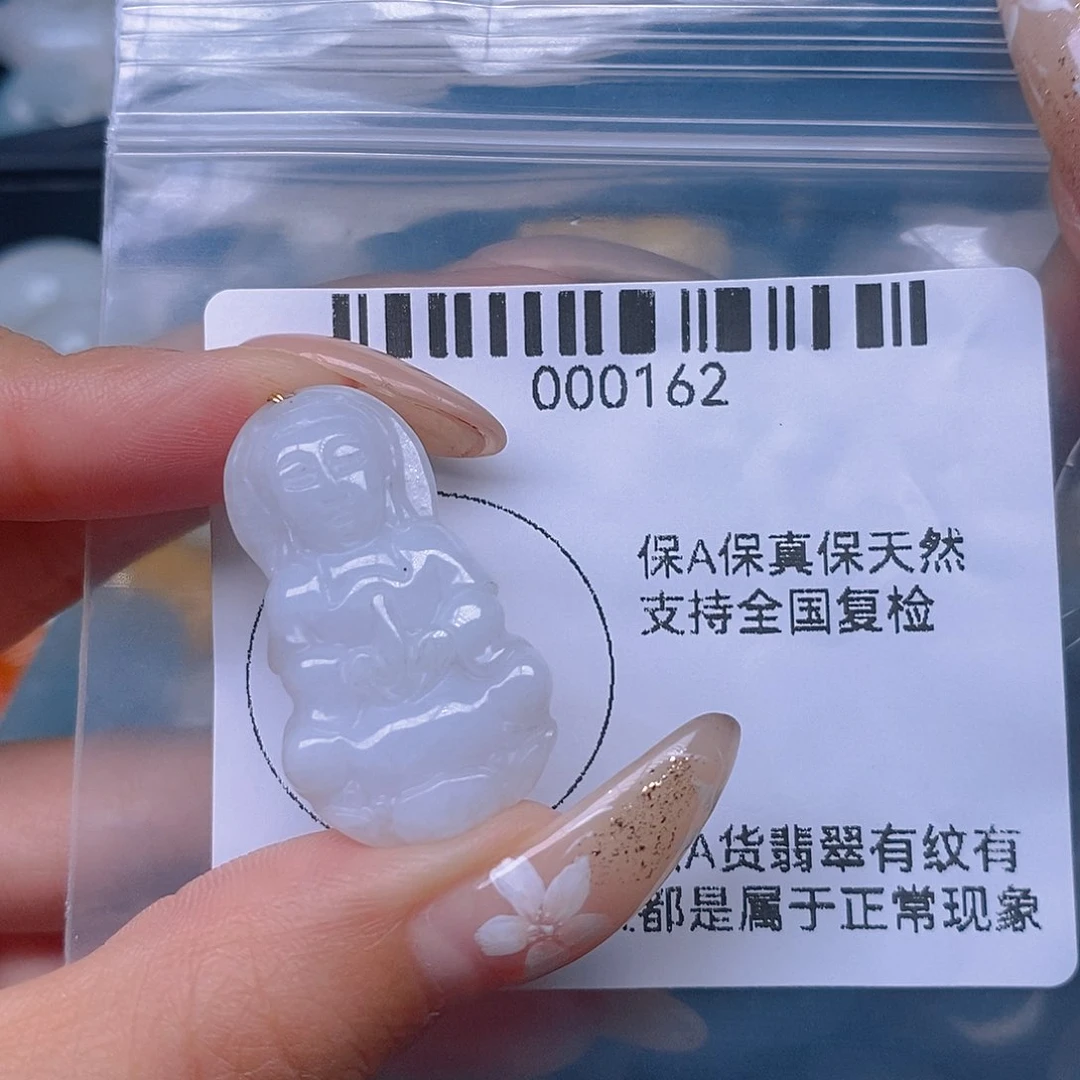 000162
保A保真保天然
支持全国复检
A货翡翠有纹有
都是属于正常现象